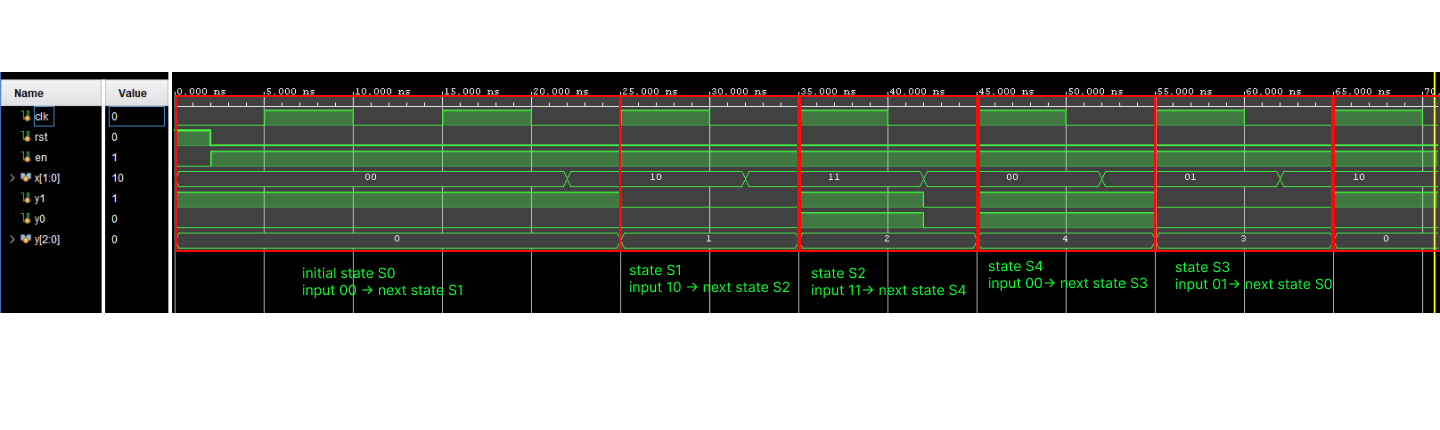 Name Value 0.000 ns 5.000 ns 10.000 ns 15.000 ns 20.000 ns 25.000 ns 30.000 ns 35.000 ns 40.000 ns 45.000 ns 50.000 ns 55.000 ns 60.000 ns 65.000 ns 70.
clk 0
rst 0
en 1
x[1:0] 10 00 10 11 00 01 10
y1 1
y0 0
y[2:0] 0 0 1 2 4 3 0
initial state S0
input 00 → next state S1
state S1
input 10 → next state S2
state S2
input 11→ next state S4
state S4
input 00→ next state S3
state S3
input 01→ next state S0